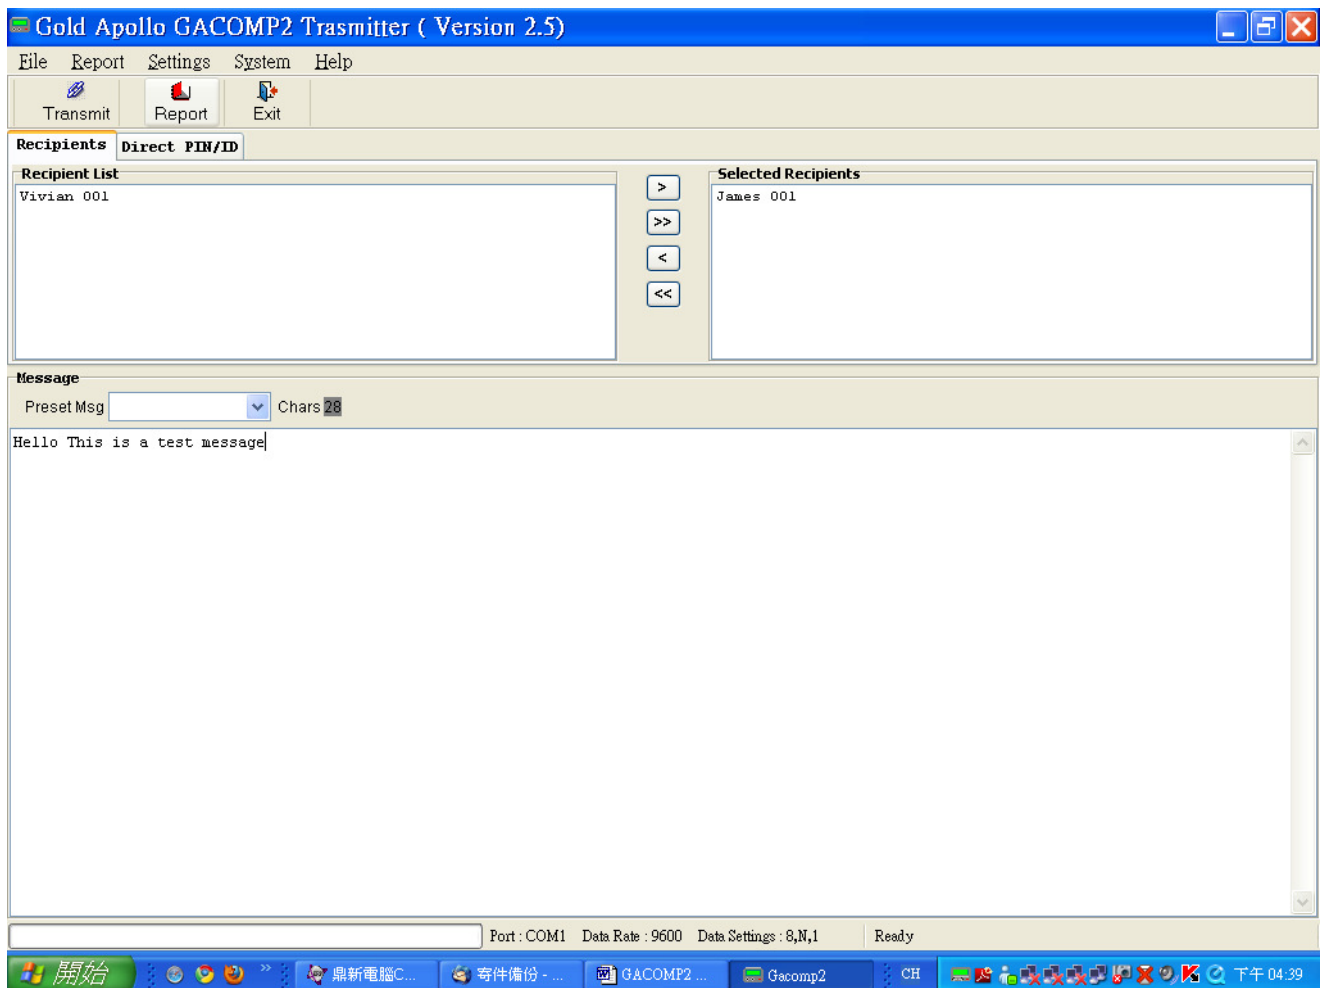 Gold Apollo GACOMP2 Trasmitter ( Version 2.5)
File Report Settings System Help
Transmit Report Exit
Recipients Direct PIN/ID
Recipient List
Vivian 001
>
>>
<
<<
Selected Recipients
James 001
Message
Preset Msg Chars 28
Hello This is a test message
Port : COM1 Data Rate : 9600 Data Settings : 8,N,1 Ready
開始 » 鼎新電腦C... 寄件備份 - ... GACOMP2 ... Gacomp2 CH 下午 04:39